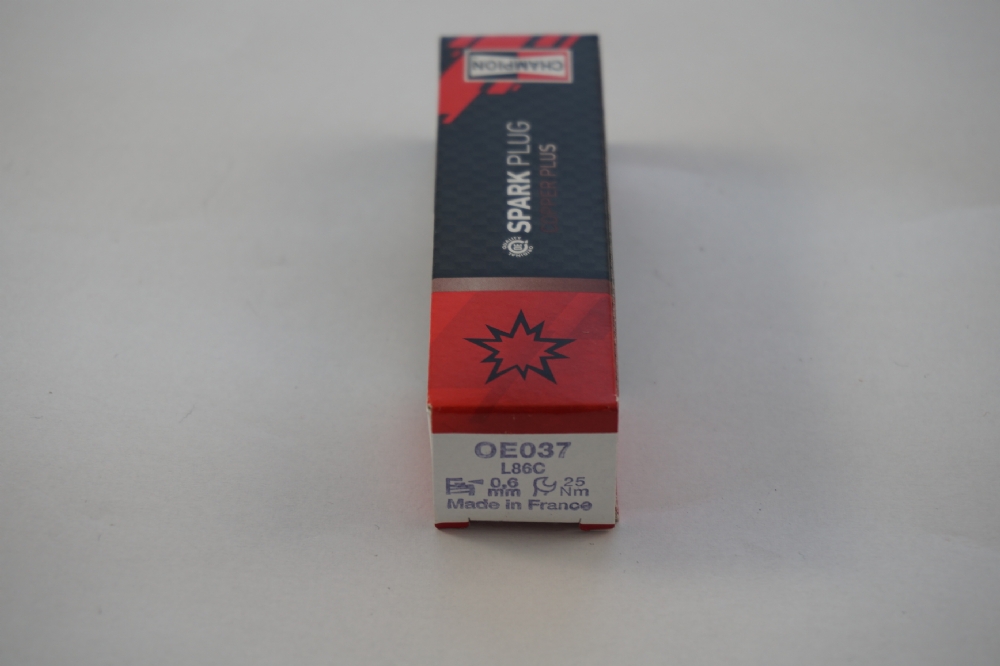 CHAMPION
SPARK PLUG
COPPER PLUS
OE037
L86C
0,6 mm 25 Nm
Made in France